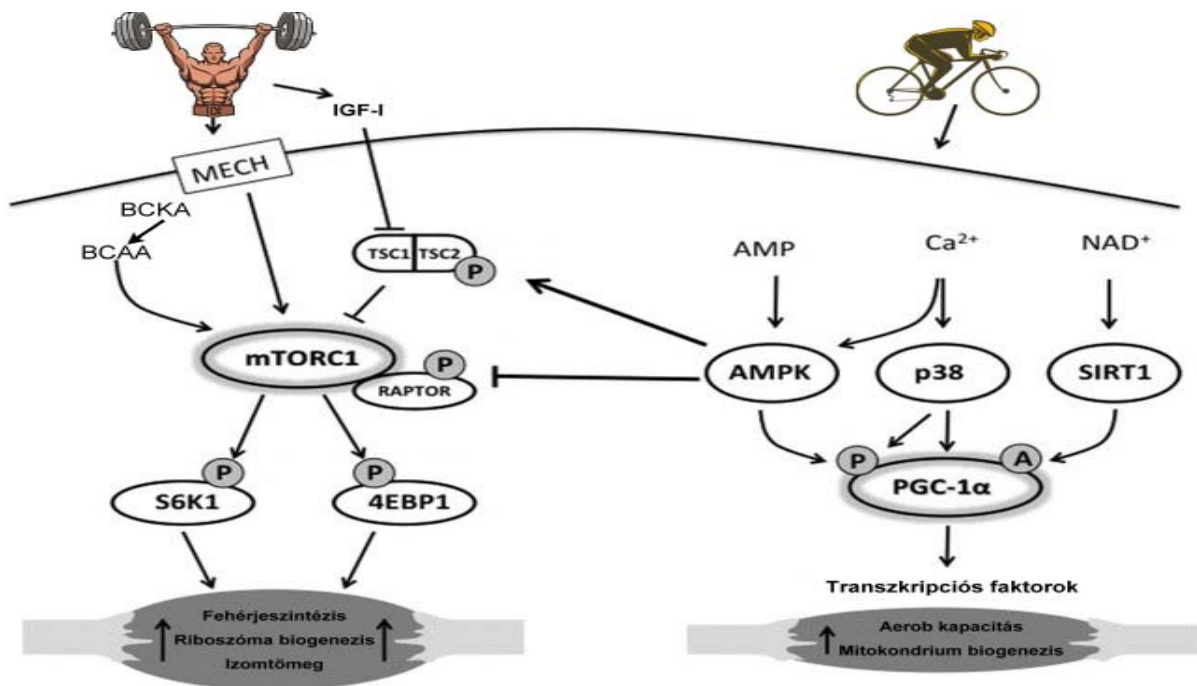 IGF-I
MECH
BCKA
BCAA
TSC1 TSC2
P
AMP
Ca²⁺
NAD⁺
mTORC1
P
RAPTOR
AMPK
p38
SIRT1
P
S6K1
P
4EBP1
P
A
PGC-1α
Transzkripciós faktorok
Fehérjeszintézis
Riboszóma biogenezis
Izomtömeg
Aerob kapacitás
Mitokondrium biogenezis